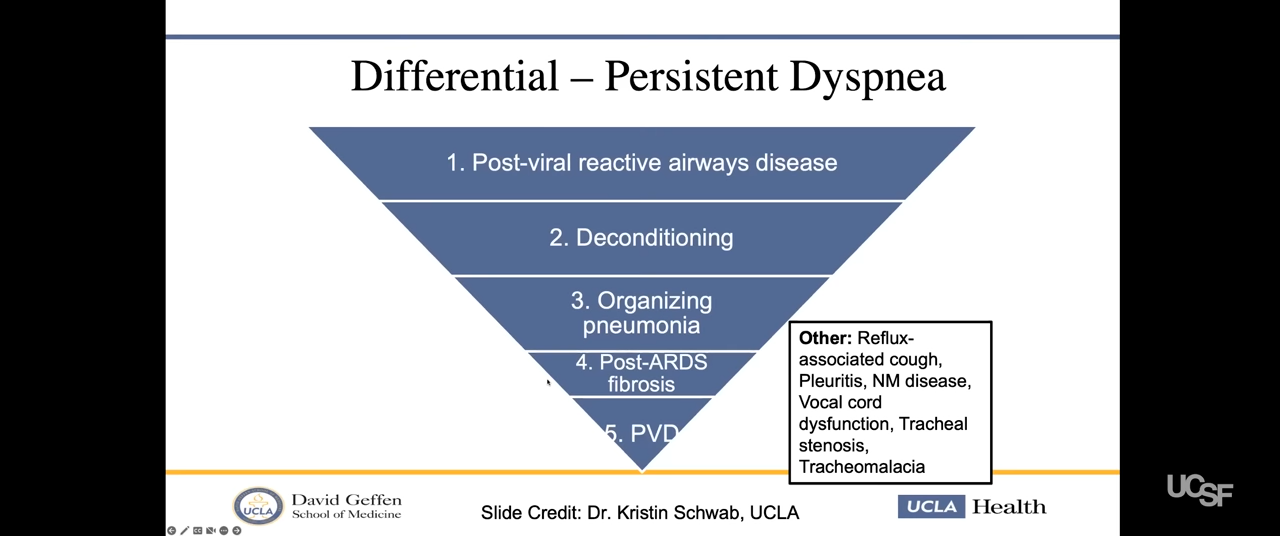 Differential – Persistent Dyspnea
1. Post-viral reactive airways disease
2. Deconditioning
3. Organizing
pneumonia
4. Post-ARDS
fibrosis
5. PVD
Other: Reflux-
associated cough,
Pleuritis, NM disease,
Vocal cord
dysfunction, Tracheal
stenosis,
Tracheomalacia
UCLA
David Geffen
School of Medicine
Slide Credit: Dr. Kristin Schwab, UCLA
UCLA Health
UCSF